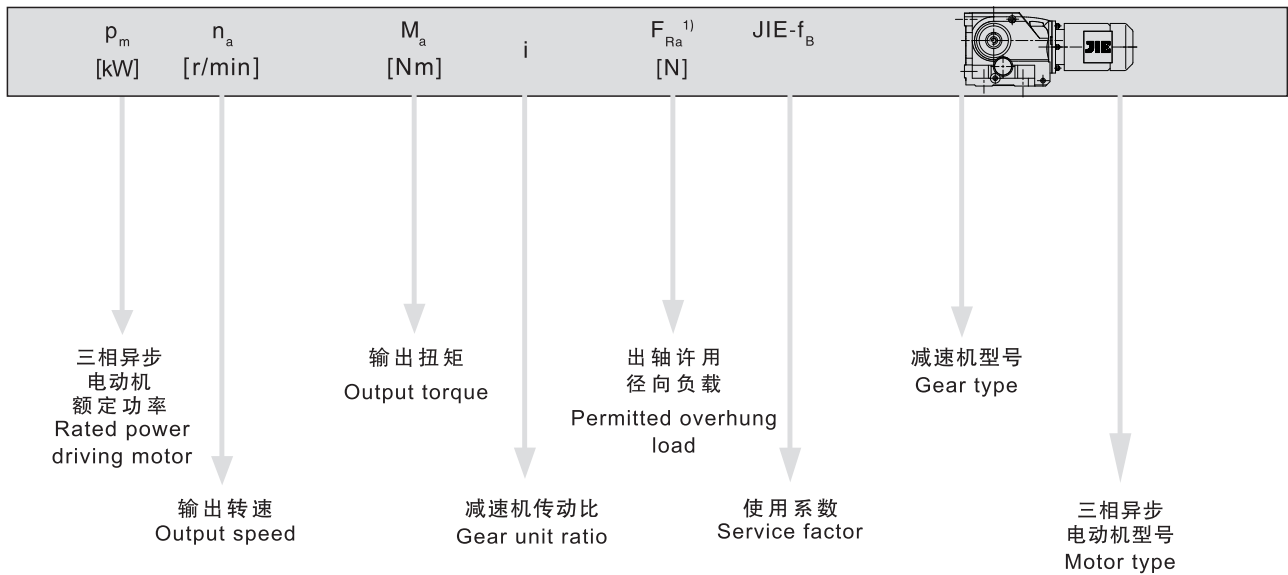 pₘ nₐ Mₐ i F_Ra ¹⁾ JIE-f_B
[kW] [r/min] [Nm] [N]
JIE
三相异步
电动机
额定功率
Rated power
driving motor
输出转速
Output speed
输出扭矩
Output torque
减速机传动比
Gear unit ratio
出轴许用
径向负载
Permitted overhung
load
使用系数
Service factor
减速机型号
Gear type
三相异步
电动机型号
Motor type